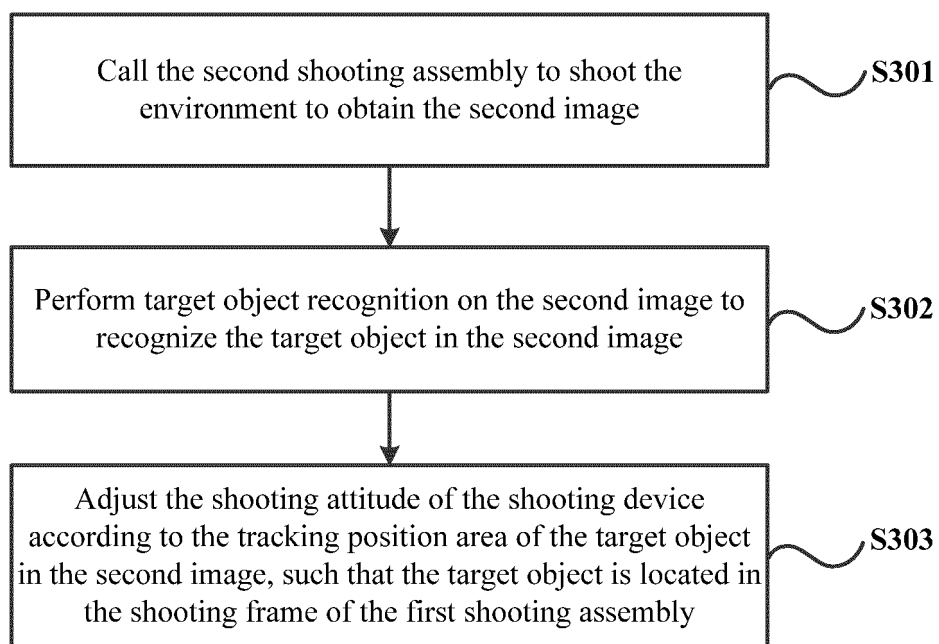 Call the second shooting assembly to shoot the
environment to obtain the second image
S301
Perform target object recognition on the second image to
recognize the target object in the second image
S302
Adjust the shooting attitude of the shooting device
according to the tracking position area of the target object
in the second image, such that the target object is located in
the shooting frame of the first shooting assembly
S303